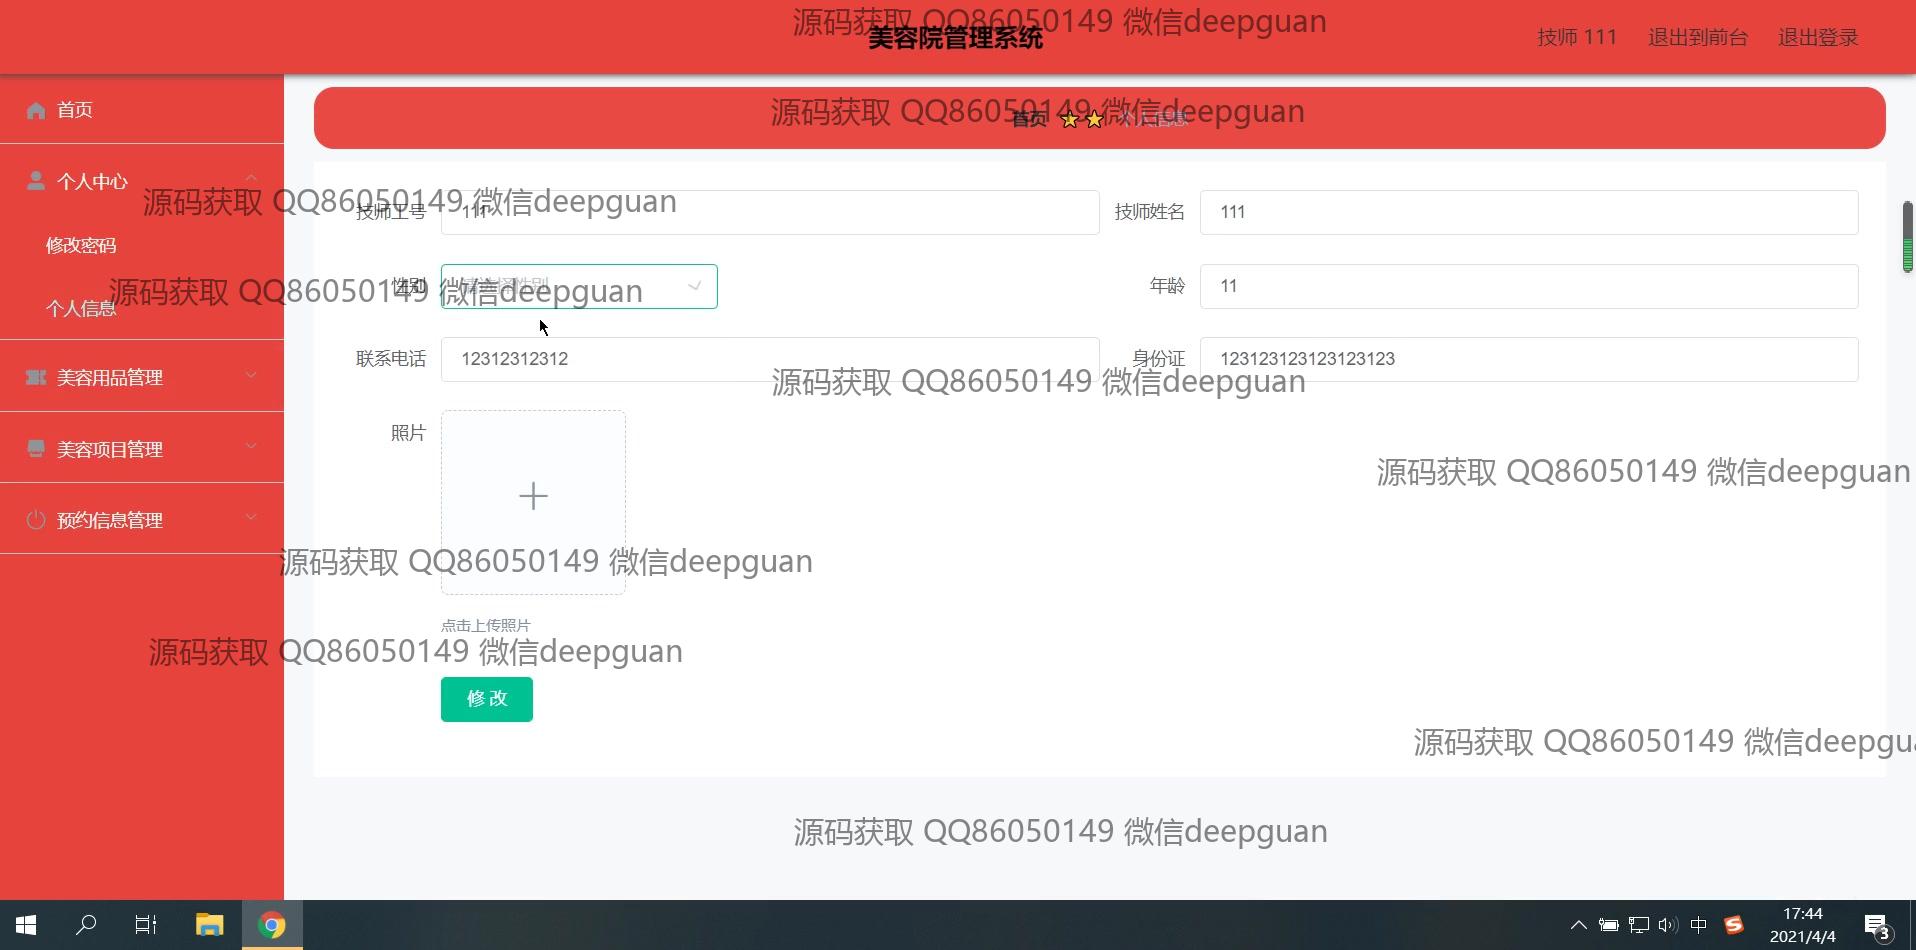 源码获取 QQ86050149 微信deepguan
美容院管理系统
技师 111
退出到前台
退出登录
首页
源码获取 QQ86050149 微信deepguan
首页
个人信息
个人中心
源码获取 QQ86050149 微信deepguan
技师工号
111
技师姓名
111
修改密码
性别
请选择性别
年龄
11
源码获取 QQ86050149 微信deepguan
个人信息
联系电话
12312312312
身份证
123123123123123123
美容用品管理
源码获取 QQ86050149 微信deepguan
照片
美容项目管理
源码获取 QQ86050149 微信deepguan
预约信息管理
源码获取 QQ86050149 微信deepguan
点击上传照片
源码获取 QQ86050149 微信deepguan
修改
源码获取 QQ86050149 微信deepgu
源码获取 QQ86050149 微信deepguan
中
17:44
2021/4/4
3